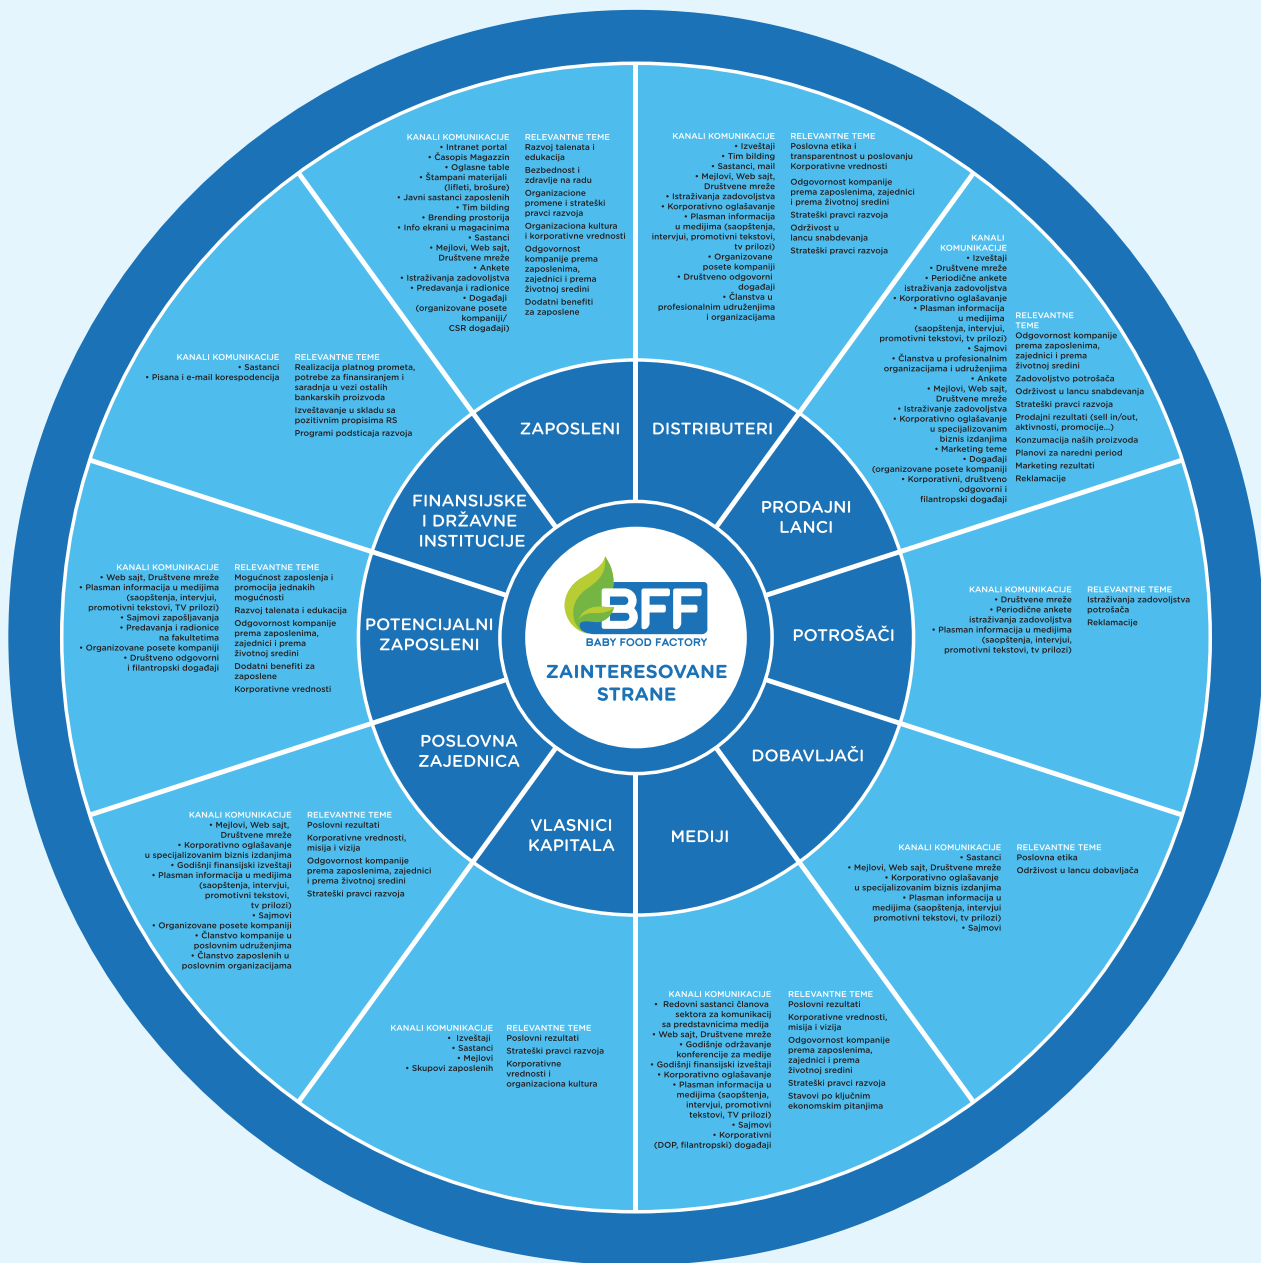 BFF
BABY FOOD FACTORY
ZAINTERESOVANE
STRANE
ZAPOSLENI
KANALI KOMUNIKACIJE
• Intranet portal
• Časopis Magazzin
• Oglasne table
• Štampani materijali
(lifleti, brošure)
• Javni sastanci zaposlenih
• Tim bilding
• Brending prostorija
• Info ekrani u magacinima
• Sastanci
• Mejlovi, Web sajt,
Društvene mreže
• Ankete
• Istraživanja zadovoljstva
• Predavanja i radionice
• Događaji
(organizovane posete
kompaniji/
CSR događaji)
RELEVANTNE TEME
Razvoj talenata i
edukacija
Bezbednost i
zdravlje na radu
Organizacione
promene i strateški
pravci razvoja
Organizaciona kultura
i korporativne vrednosti
Odgovornost
kompanije prema
zaposlenima,
zajednici i prema
životnoj sredini
Dodatni benefiti
za zaposlene
DISTRIBUTERI
KANALI KOMUNIKACIJE
• Izveštaji
• Tim bilding
• Sastanci, mail
• Mejlovi, Web sajt,
Društvene mreže
• Istraživanja zadovoljstva
• Korporativno oglašavanje
• Plasman informacija
u medijima (saopštenja,
intervjui, promotivni tekstovi,
tv prilozi)
• Organizovane
posete kompaniji
• Društveno odgovorni
događaji
• Članstva u
profesionalnim udruženjima
i organizacijama
RELEVANTNE TEME
Poslovna etika i
transparentnost u poslovanju
Korporativne vrednosti
Odgovornost kompanije
prema zaposlenima, zajednici
i prema životnoj sredini
Strateški pravci razvoja
Održivost u
lancu snabdevanja
Strateški pravci razvoja
PRODAJNI
LANCI
KANALI
KOMUNIKACIJE
• Izveštaji
• Društvene mreže
• Periodične ankete
istraživanja zadovoljstva
• Korporativno oglašavanje
• Plasman informacija
u medijima
(saopštenja, intervjui,
promotivni tekstovi, tv prilozi)
• Sajmovi
• Članstva u profesionalnim
organizacijama i udruženjima
• Ankete
• Mejlovi, Web sajt,
Društvene mreže
• Istraživanje zadovoljstva
• Korporativno oglašavanje
u specijalizovanim
biznis izdanjima
• Marketing teme
• Događaji
(organizovane posete kompaniji
• Korporativni, društveno
odgovorni i
filantropski događaji
RELEVANTNE
TEME
Odgovornost kompanije
prema zaposlenima,
zajednici i prema
životnoj sredini
Zadovoljstvo potrošača
Održivost u lancu snabdevanja
Strateški pravci razvoja
Prodajni rezultati (sell in/out,
aktivnosti, promocije...)
Konzumacija naših proizvoda
Planovi za naredni period
Marketing rezultati
Reklamacije
POTROŠAČI
KANALI KOMUNIKACIJE
• Društvene mreže
• Periodične ankete
istraživanja zadovoljstva
• Plasman informacija u medijima
(saopštenja, intervjui,
promotivni tekstovi, tv prilozi)
RELEVANTNE TEME
Istraživanja zadovoljstva
potrošača
Reklamacije
DOBAVLJAČI
KANALI KOMUNIKACIJE
• Sastanci
• Mejlovi, Web sajt, Društvene mreže
• Korporativno oglašavanje
u specijalizovanim biznis izdanjima
• Plasman informacija u
medijima (saopštenja, intervjui
promotivni tekstovi, tv prilozi)
• Sajmovi
RELEVANTNE TEME
Poslovna etika
Održivost u lancu dobavljača
MEDIJI
KANALI KOMUNIKACIJE
• Redovni sastanci članova
sektora za komunikacij
sa predstavnicima medija
• Web sajt, Društvene mreže
• Godišnje održavanje
konferencije za medije
• Godišnji finansijski izveštaji
• Korporativno oglašavanje
• Plasman informacija u
medijima (saopštenja,
intervjui, promotivni
tekstovi, TV prilozi)
• Sajmovi
• Korporativni
(DOP, filantropski) događaji
RELEVANTNE TEME
Poslovni rezultati
Korporativne vrednosti,
misija i vizija
Odgovornost kompanije
prema zaposlenima,
zajednici i prema
životnoj sredini
Strateški pravci razvoja
Stavovi po ključnim
ekonomskim pitanjima
VLASNICI
KAPITALA
KANALI KOMUNIKACIJE
• Izveštaji
• Sastanci
• Mejlovi
• Skupovi zaposlenih
RELEVANTNE TEME
Poslovni rezultati
Strateški pravci razvoja
Korporativne
vrednosti i
organizaciona kultura
POSLOVNA
ZAJEDNICA
KANALI KOMUNIKACIJE
• Mejlovi, Web sajt,
Društvene mreže
• Korporativno oglašavanje
u specijalizovanim biznis izdanjima
• Godišnji finansijski izveštaji
• Plasman informacija u medijima
(saopštenja, intervjui,
promotivni tekstovi,
tv prilozi)
• Sajmovi
• Organizovane posete kompaniji
• Članstvo kompanije u
poslovnim udruženjima
• Članstvo zaposlenih u
poslovnim organizacijama
RELEVANTNE TEME
Poslovni rezultati
Korporativne vrednosti,
misija i vizija
Odgovornost kompanije
prema zaposlenima, zajednici
i prema životnoj sredini
Strateški pravci razvoja
POTENCIJALNI
ZAPOSLENI
KANALI KOMUNIKACIJE
• Web sajt, Društvene mreže
• Plasman informacija u medijima
(saopštenja, intervjui,
promotivni tekstovi, TV prilozi)
• Sajmovi zapošljavanja
• Predavanja i radionice
na fakultetima
• Organizovane posete kompaniji
• Društveno odgovorni
i filantropski događaji
RELEVANTNE TEME
Mogućnost zaposlenja i
promocija jednakih
mogućnosti
Razvoj talenata i edukacija
Odgovornost kompanije
prema zaposlenima,
zajednici i prema
životnoj sredini
Dodatni benefiti za
zaposlene
Korporativne vrednosti
FINANSIJSKE
I DRŽAVNE
INSTITUCIJE
KANALI KOMUNIKACIJE
• Sastanci
• Pisana i e-mail korespodencija
RELEVANTNE TEME
Realizacija platnog prometa,
potrebe za finansiranjem i
saradnja u vezi ostalih
bankarskih proizvoda
Izveštavanje u skladu sa
pozitivnim propisima RS
Programi podsticaja razvoja